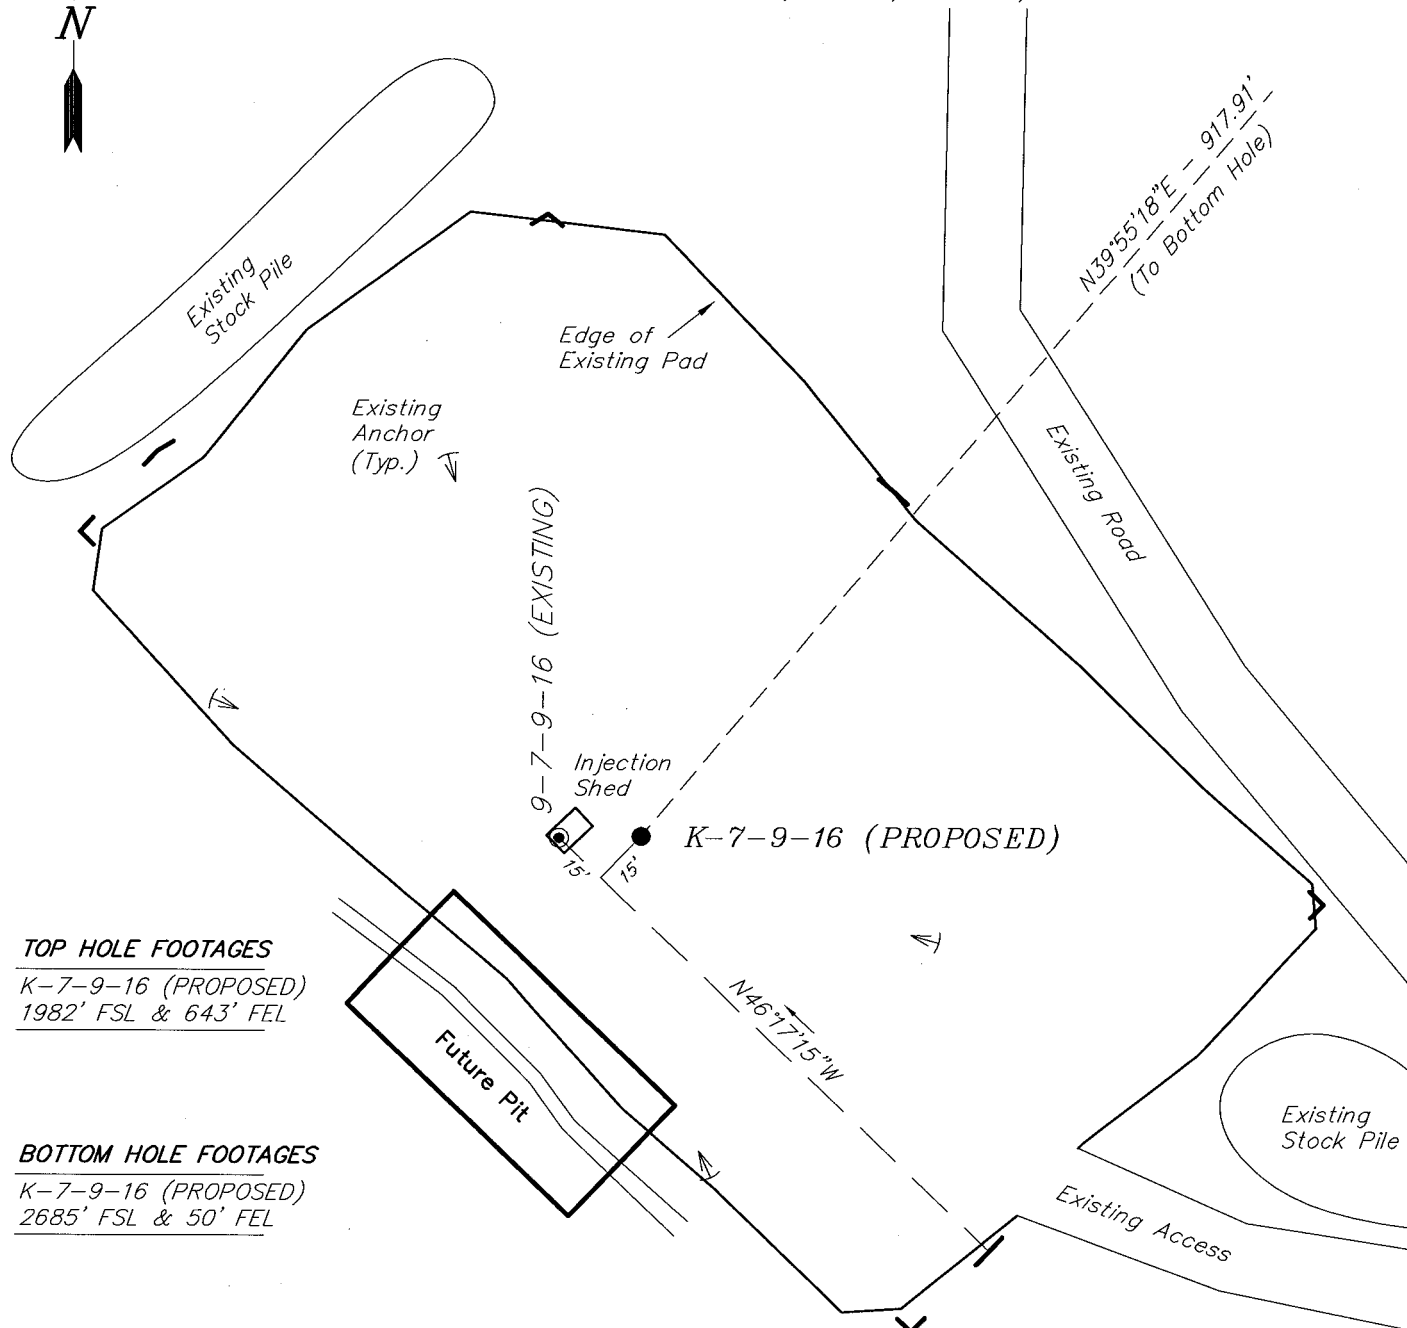 N
N39°55'18"E - 917.91'
(To Bottom Hole)
Existing
Stock Pile
Edge of
Existing Pad
Existing
Anchor
(Typ.)
Existing Road
9-7-9-16 (EXISTING)
Injection
Shed
K-7-9-16 (PROPOSED)
15'
15'
TOP HOLE FOOTAGES
K-7-9-16 (PROPOSED)
1982' FSL & 643' FEL
N46°17'15"W
Future Pit
Existing
Stock Pile
BOTTOM HOLE FOOTAGES
K-7-9-16 (PROPOSED)
2685' FSL & 50' FEL
Existing Access